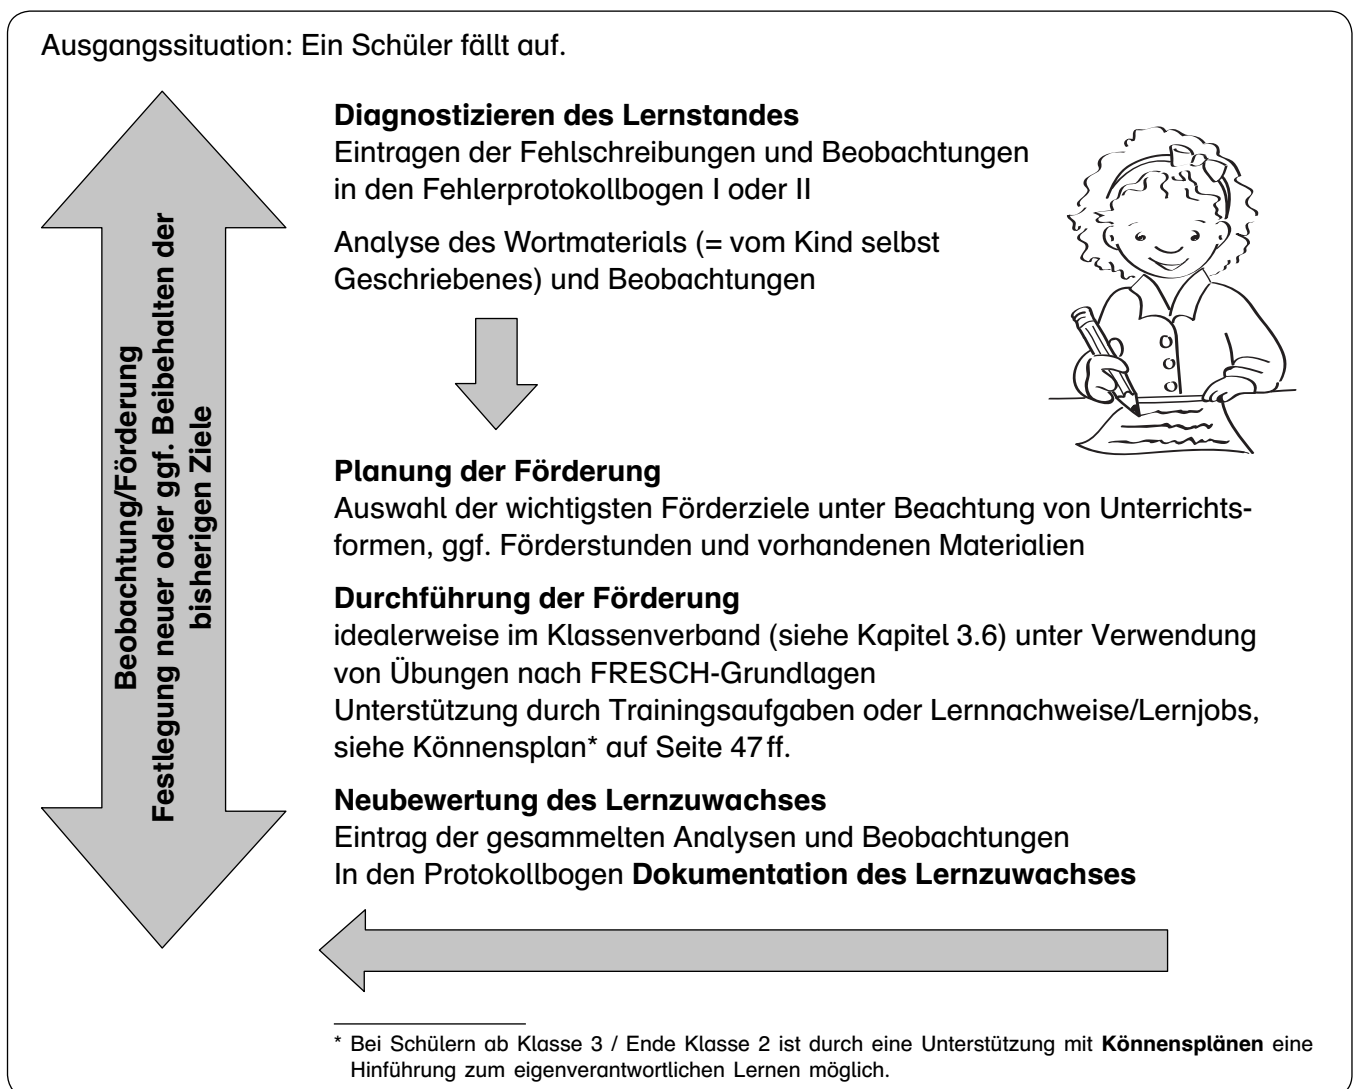 Ausgangssituation: Ein Schüler fällt auf.
Beobachtung/Förderung
Festlegung neuer oder ggf. Beibehalten der
bisherigen Ziele
Diagnostizieren des Lernstandes
Eintragen der Fehlschreibungen und Beobachtungen
in den Fehlerprotokollbogen I oder II
Analyse des Wortmaterials (= vom Kind selbst
Geschriebenes) und Beobachtungen
Planung der Förderung
Auswahl der wichtigsten Förderziele unter Beachtung von Unterrichts-
formen, ggf. Förderstunden und vorhandenen Materialien
Durchführung der Förderung
idealerweise im Klassenverband (siehe Kapitel 3.6) unter Verwendung
von Übungen nach FRESCH-Grundlagen
Unterstützung durch Trainingsaufgaben oder Lernnachweise/Lernjobs,
siehe Könnensplan* auf Seite 47 ff.
Neubewertung des Lernzuwachses
Eintrag der gesammelten Analysen und Beobachtungen
In den Protokollbogen Dokumentation des Lernzuwachses
* Bei Schülern ab Klasse 3 / Ende Klasse 2 ist durch eine Unterstützung mit Könnensplänen eine
Hinführung zum eigenverantwortlichen Lernen möglich.